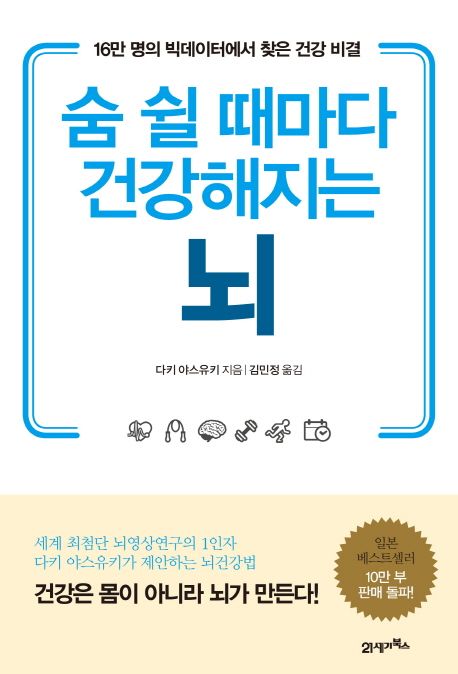 16만 명의 빅데이터에서 찾은 건강 비결
숨 쉴 때마다
건강해지는
뇌
다키 야스유키 지음 | 김민정 옮김
세계 최첨단 뇌영상연구의 1인자
다키 야스유키가 제안하는 뇌건강법
건강은 몸이 아니라 뇌가 만든다!
일본
베스트셀러
10만 부
판매 돌파!
21세기북스